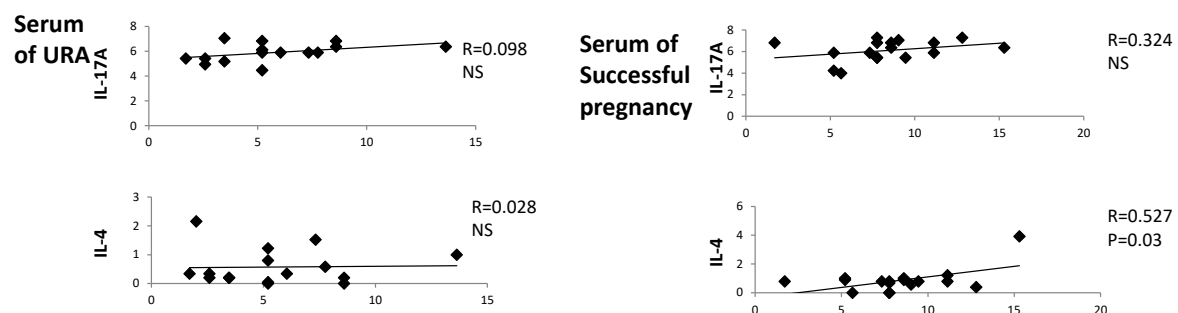 Serum
of URA
IL-17A
8
6
4
2
0
0 5 10 15
R=0.098
NS
Serum of
Successful
pregnancy
IL-17A
8
6
4
2
0
0 5 10 15 20
R=0.324
NS
IL-4
3
2
1
0
0 5 10 15
R=0.028
NS
IL-4
6
4
2
0
0 5 10 15 20
R=0.527
P=0.03